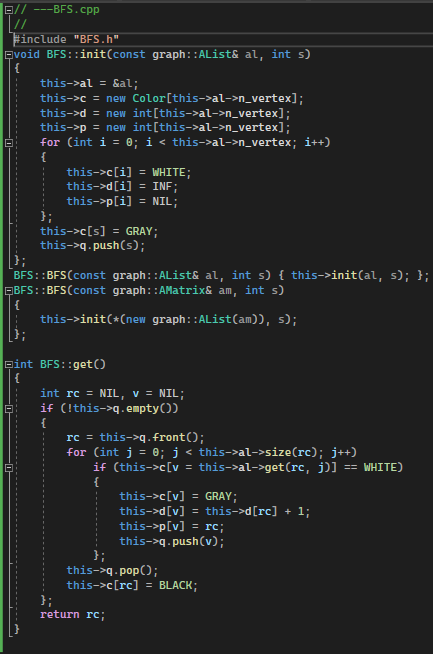 // ---BFS.cpp
//
#include "BFS.h"
void BFS::init(const graph::AList& al, int s)
{
    this->al = &al;
    this->c = new Color[this->al->n_vertex];
    this->d = new int[this->al->n_vertex];
    this->p = new int[this->al->n_vertex];
    for (int i = 0; i < this->al->n_vertex; i++)
    {
        this->c[i] = WHITE;
        this->d[i] = INF;
        this->p[i] = NIL;
    };
    this->c[s] = GRAY;
    this->q.push(s);
};
BFS::BFS(const graph::AList& al, int s) { this->init(al, s); };
BFS::BFS(const graph::AMatrix& am, int s)
{
    this->init(*(new graph::AList(am)), s);
};

int BFS::get()
{
    int rc = NIL, v = NIL;
    if (!this->q.empty())
    {
        rc = this->q.front();
        for (int j = 0; j < this->al->size(rc); j++)
            if (this->c[v = this->al->get(rc, j)] == WHITE)
            {
                this->c[v] = GRAY;
                this->d[v] = this->d[rc] + 1;
                this->p[v] = rc;
                this->q.push(v);
            };
        this->q.pop();
        this->c[rc] = BLACK;
    };
    return rc;
}